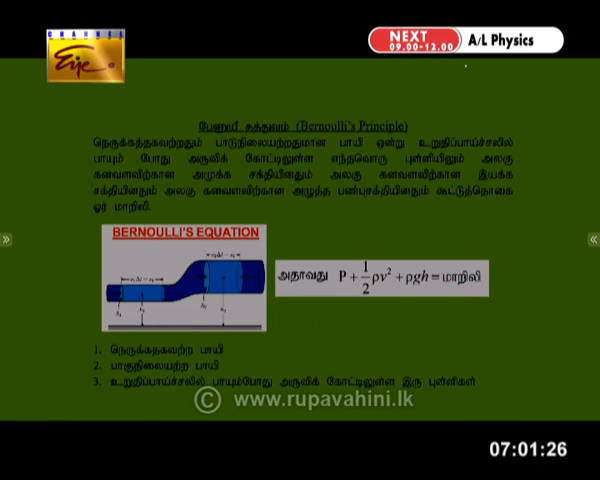 CHANNEL
Eye
NEXT
09.00-12.00
A/L Physics
பேணூயீ தத்துவம் (Bernoulli's Principle)
நெருக்கத்தகவற்றதும் பாடுநிலையற்றதுமான பாயி ஒன்று உறுதிப்பாய்ச்சலில்
பாயும் போது அருவிக் கோட்டிலுள்ள எந்தவொரு புள்ளியிலும் அலகு
கனவளவிற்கான அமுக்க சக்தியினதும் அலகு கனவளவிற்கான இயக்க
சக்தியினதும் அலகு கனவளவிற்கான அழுத்த பண்புசக்தியினதும் கூட்டுத்தொகை
ஓர் மாறிலி.
BERNOULLI'S EQUATION
அதாவது P + 1/2 ρv² + ρgh = மாறிலி
1. நெருக்கதகவற்ற பாயி
2. பாகுநிலையற்ற பாயி
3. உறுதிப்பாய்ச்சலில் பாயும்போது அருவிக் கோட்டிலுள்ள இரு புள்ளிகள்
© www.rupavahini.lk
07:01:26